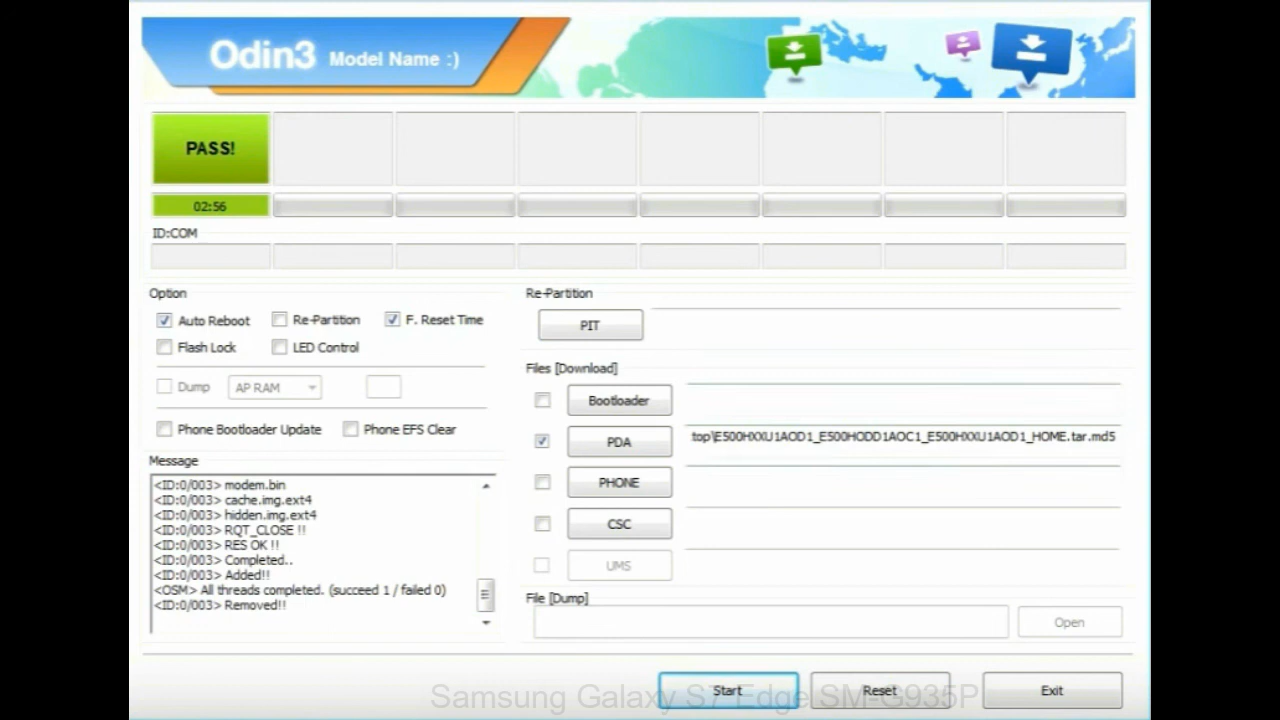 Odin3 Model Name :)
PASS!
02:56
ID:COM
Option
Auto Reboot Re-Partition F. Reset Time
Flash Lock LED Control
Dump AP RAM
Phone Bootloader Update Phone EFS Clear
Message
<ID:0/003> modem.bin
<ID:0/003> cache.img.ext4
<ID:0/003> hidden.img.ext4
<ID:0/003> RQT_CLOSE !!
<ID:0/003> RES OK !!
<ID:0/003> Completed..
<ID:0/003> Added!!
<OSM> All threads completed. (succeed 1 / failed 0)
<ID:0/003> Removed!!
Re-Partition
PIT
Files [Download]
Bootloader
PDA top\E500HXXU1AOD1_E500HODD1AOC1_E500HXXU1AOD1_HOME.tar.md5
PHONE
CSC
UMS
File [Dump]
Open
Start Reset Exit
Samsung Galaxy S7 Edge SM-G935P